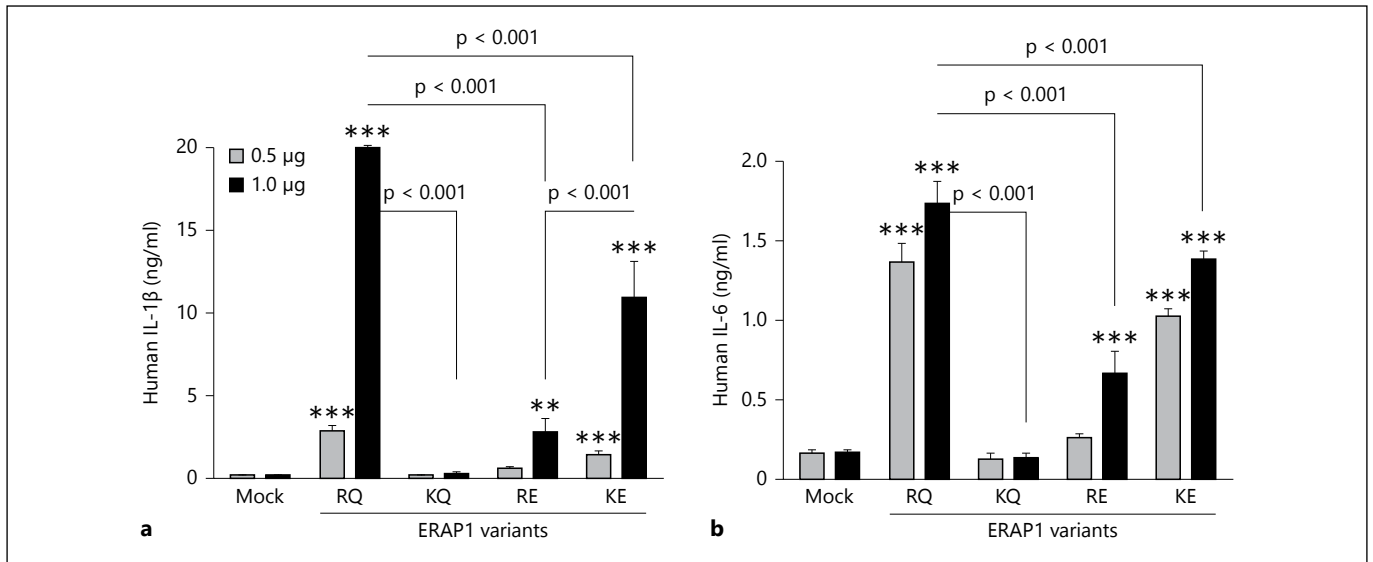 p < 0.001
p < 0.001
***
p < 0.001
***
***
**
***
20
15
10
5
0
Human IL-1β (ng/ml)
0.5 µg
1.0 µg
Mock
RQ
KQ
RE
KE
ERAP1 variants
a
p < 0.001
p < 0.001
***
p < 0.001
***
***
***
***
2.0
1.5
1.0
0.5
0
Human IL-6 (ng/ml)
Mock
RQ
KQ
RE
KE
ERAP1 variants
b